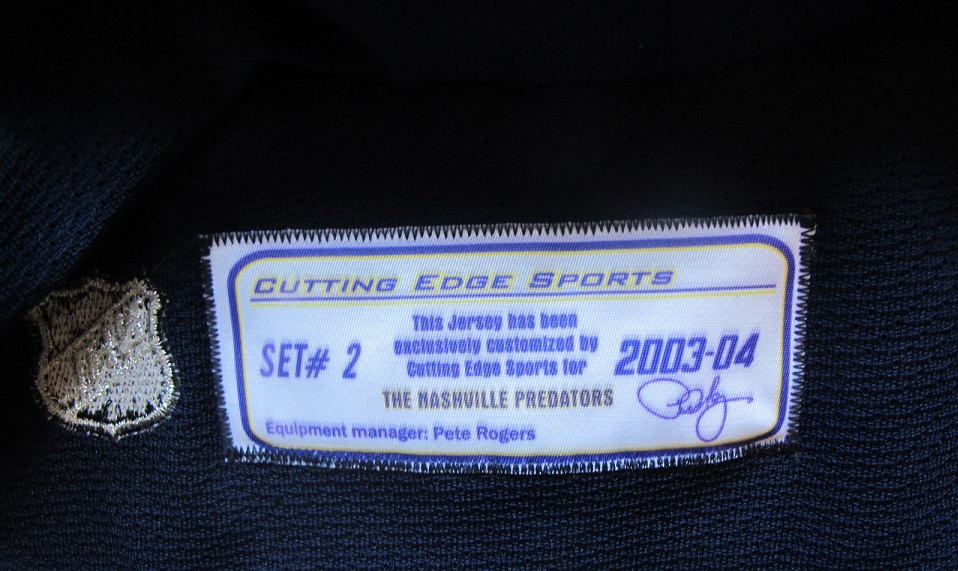 CUTTING EDGE SPORTS
This Jersey has been
exclusively customized by
Cutting Edge Sports for
SET# 2
2003-04
THE NASHVILLE PREDATORS
Equipment manager: Pete Rogers